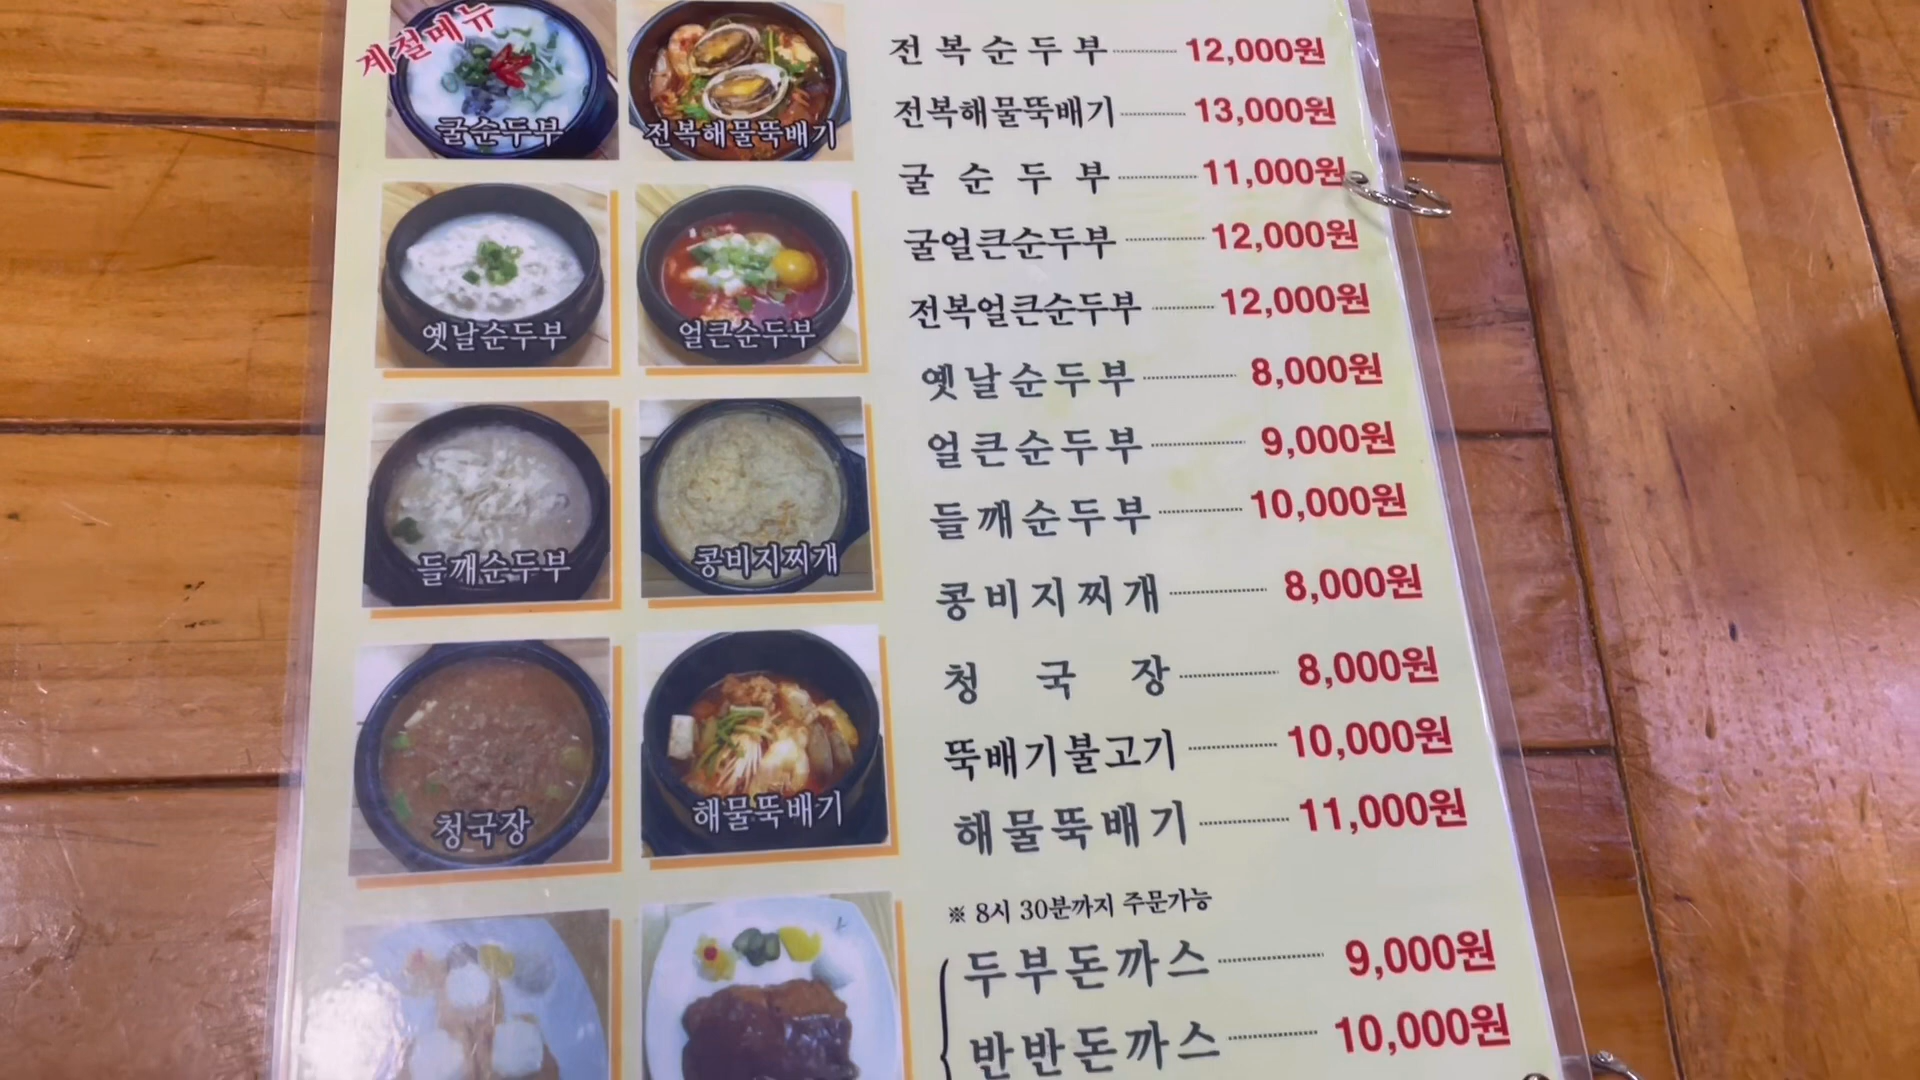 계절메뉴
굴순두부
전복해물뚝배기
옛날순두부
얼큰순두부
들깨순두부
콩비지찌개
청국장
해물뚝배기
전복순두부 12,000원
전복해물뚝배기 13,000원
굴순두부 11,000원
굴얼큰순두부 12,000원
전복얼큰순두부 12,000원
옛날순두부 8,000원
얼큰순두부 9,000원
들깨순두부 10,000원
콩비지찌개 8,000원
청국장 8,000원
뚝배기불고기 10,000원
해물뚝배기 11,000원
※ 8시 30분까지 주문가능
두부돈까스 9,000원
반반돈까스 10,000원